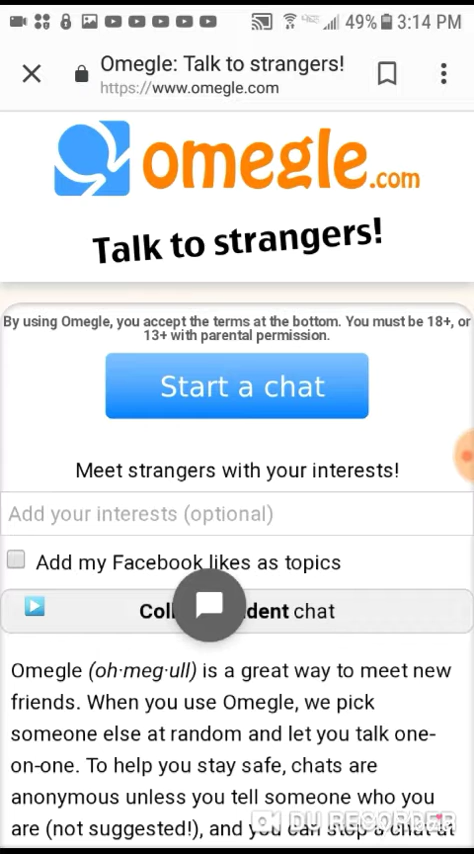 49% 3:14 PM
Omegle: Talk to strangers!
https://www.omegle.com
omegle.com
Talk to strangers!
By using Omegle, you accept the terms at the bottom. You must be 18+, or
13+ with parental permission.
Start a chat
Meet strangers with your interests!
Add your interests (optional)
Add my Facebook likes as topics
dent chat
Omegle (oh·meg·ull) is a great way to meet new
friends. When you use Omegle, we pick
someone else at random and let you talk one-
on-one. To help you stay safe, chats are
anonymous unless you tell someone who you
are (not suggested!), and you can stop a chat at
DU RECORDER